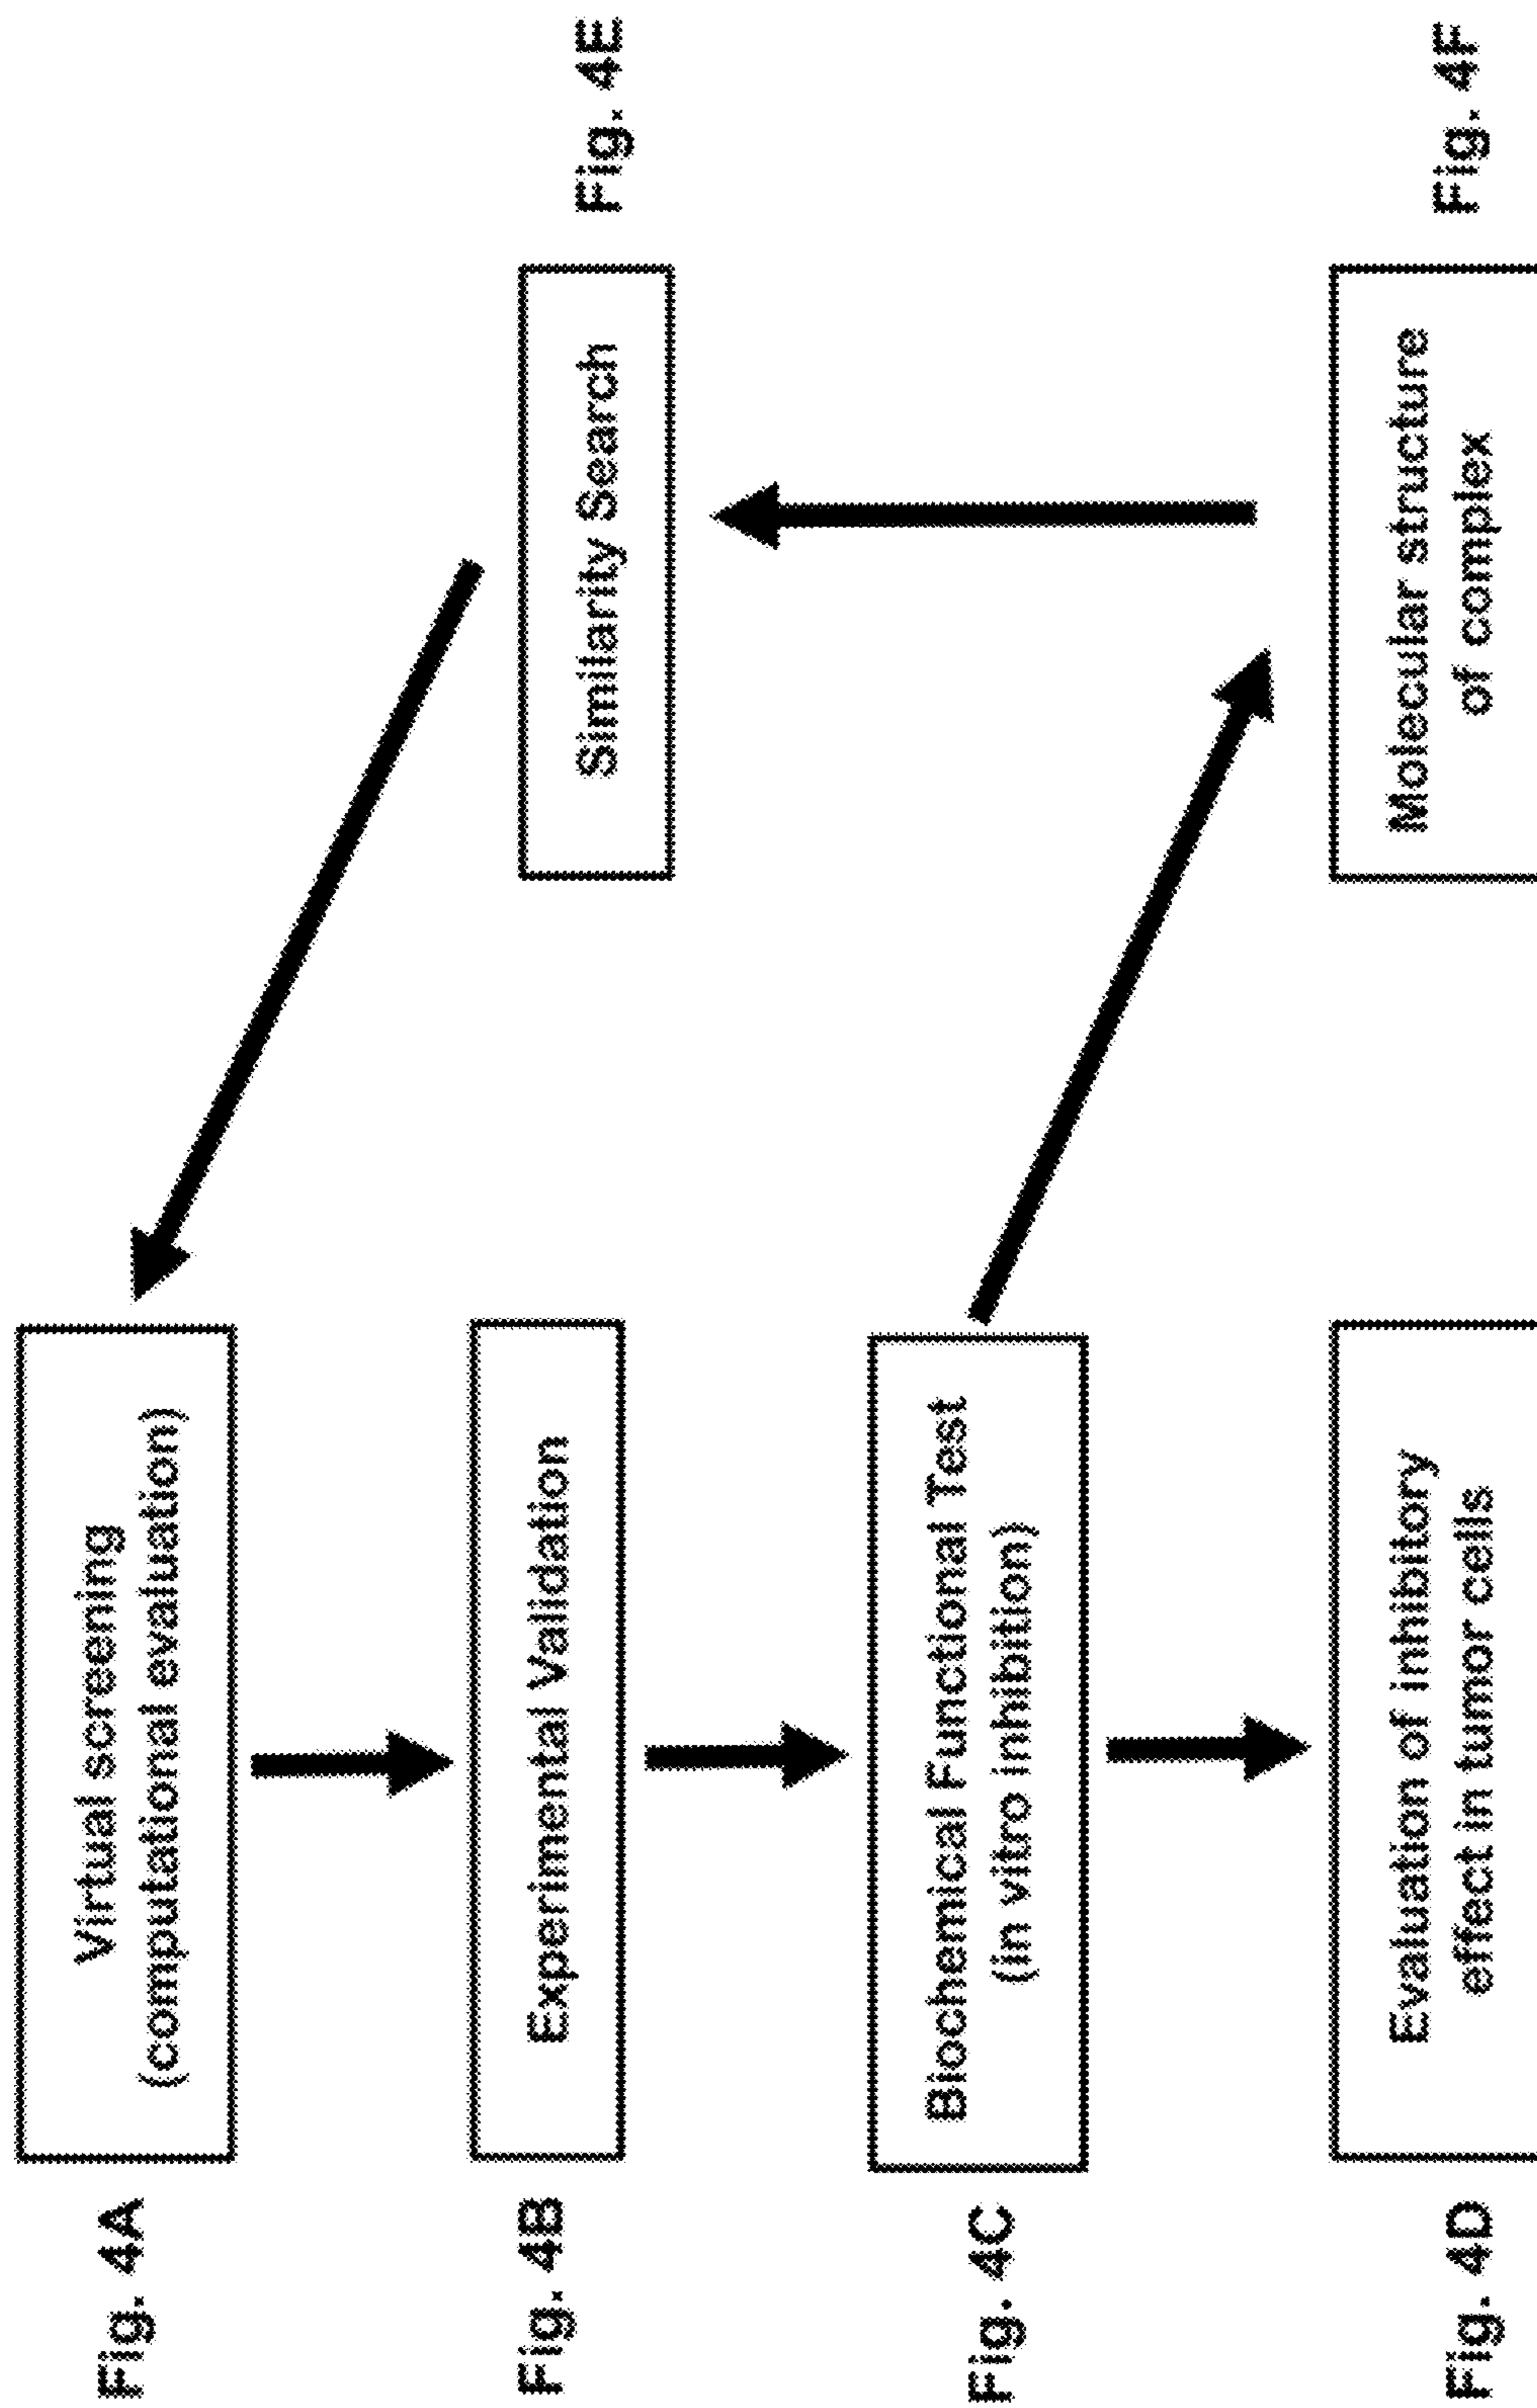 Fig. 4A
Virtual screening
(computational evaluation)
Fig. 4B
Experimental Validation
Fig. 4C
Biochemical Functional Test
(in vitro inhibition)
Fig. 4D
Evaluation of inhibitory
effect in tumor cells
Similarity Search
Fig. 4E
Molecular structure
of complex
Fig. 4F